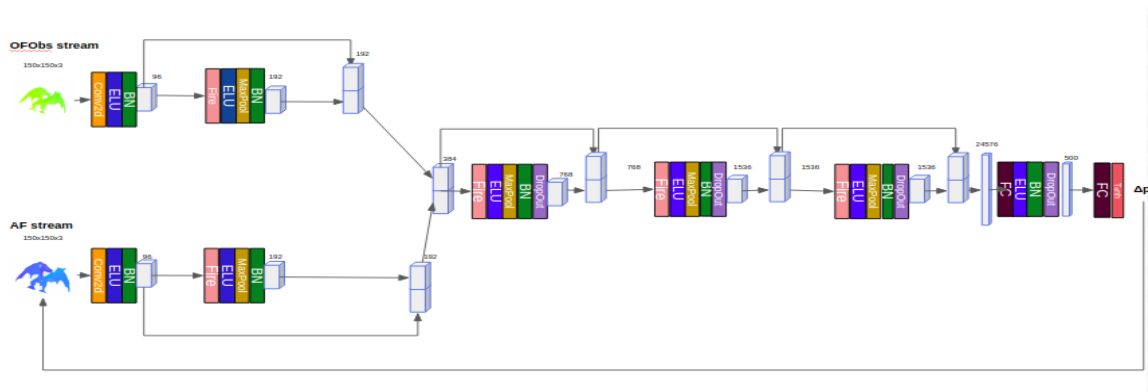 OFObs stream
150x150x3
Conv2d
ELU
BN
96
Fire
ELU
MaxPool
BN
192
192
384
Fire
ELU
MaxPool
BN
DropOut
768
768
Fire
ELU
MaxPool
BN
DropOut
1536
1536
Fire
ELU
MaxPool
BN
DropOut
1536
24576
FC
ELU
BN
DropOut
500
FC
Δp
AF stream
150x150x3
Conv2d
ELU
BN
96
Fire
ELU
MaxPool
BN
192
192